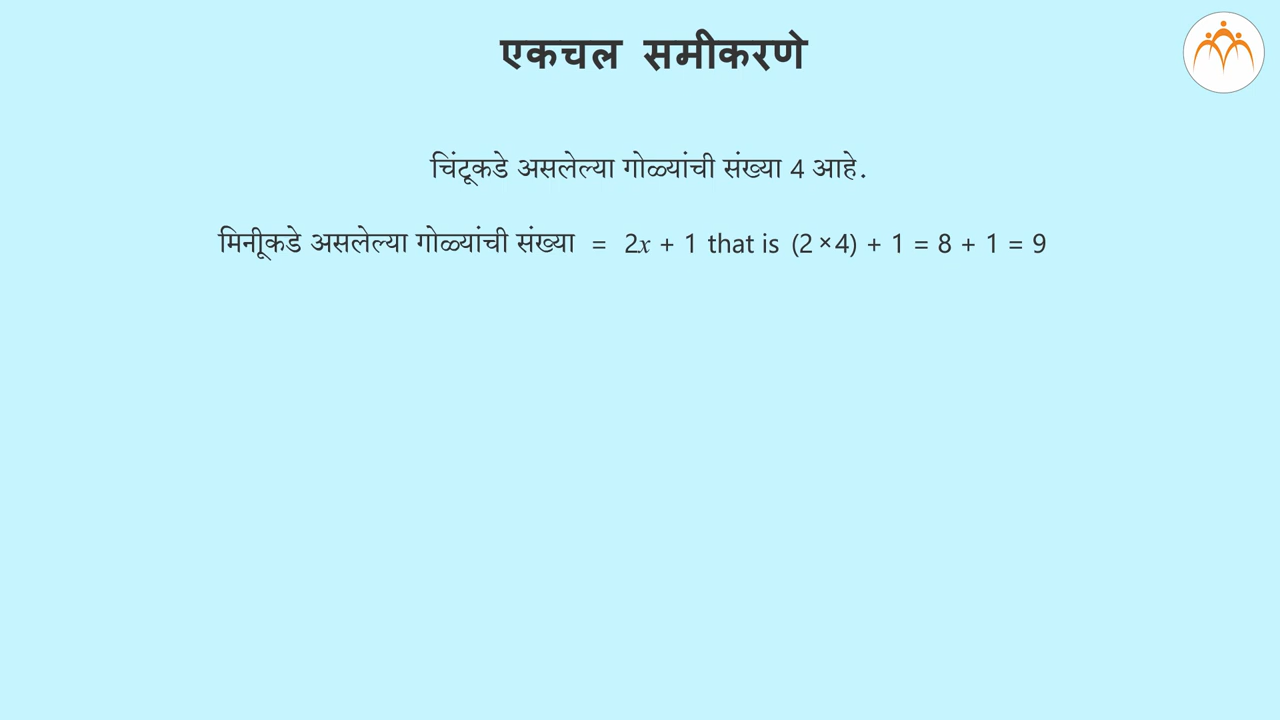 एकचल समीकरणे
चिंटूकडे असलेल्या गोळ्यांची संख्या 4 आहे.
मिनीूकडे असलेल्या गोळ्यांची संख्या = 2x + 1 that is (2 × 4) + 1 = 8 + 1 = 9